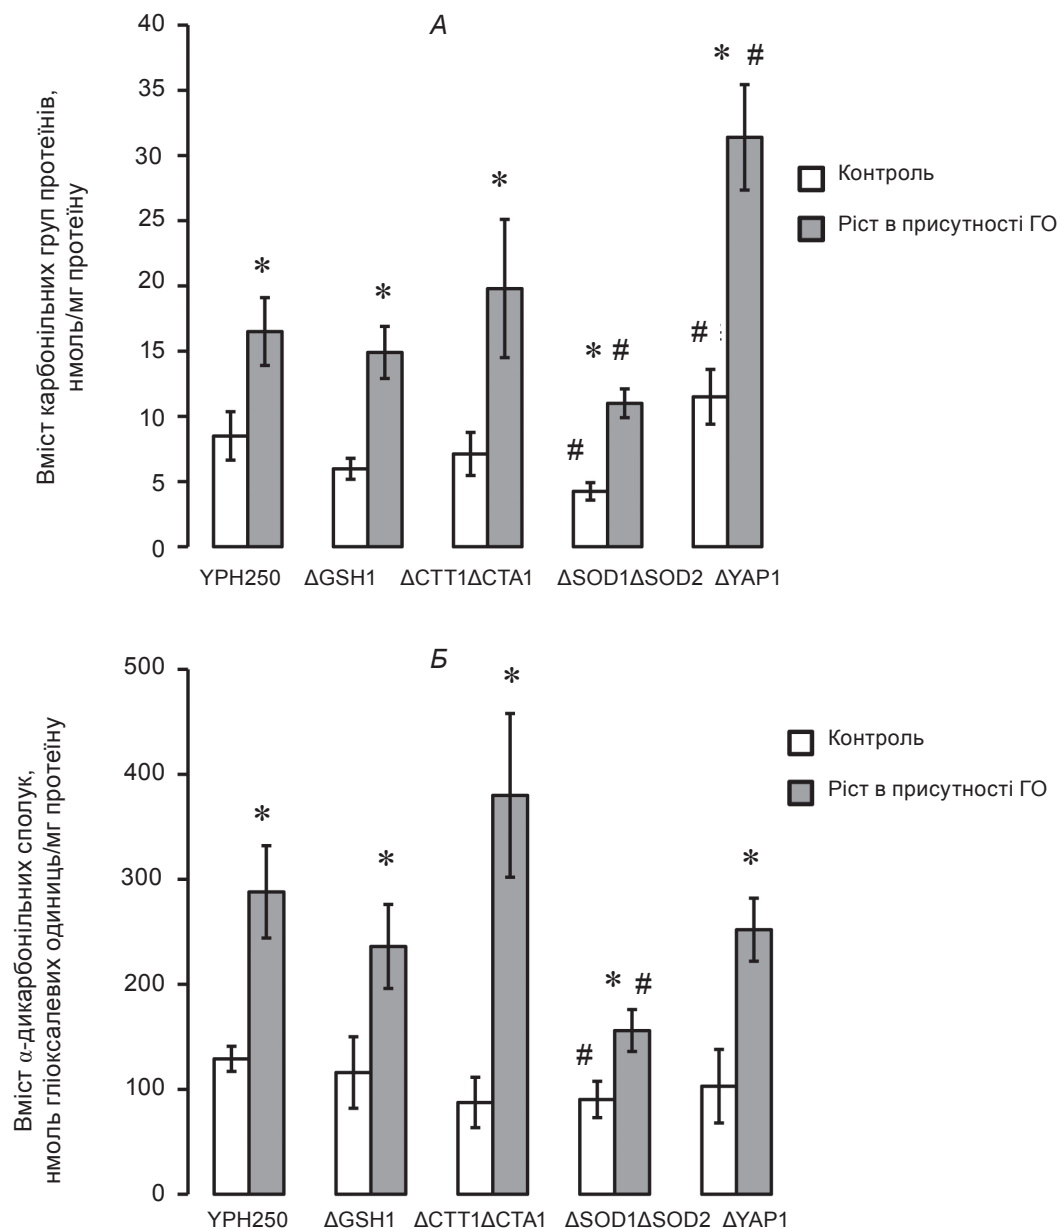 А
Вміст карбонільних груп протеїнів,
нмоль/мг протеїну
40
35
30
25
20
15
10
5
0
*
*
*
#
* #
#
* #
Контроль
Ріст в присутності ГО
YPH250 ΔGSH1 ΔCTT1ΔCTA1 ΔSOD1ΔSOD2 ΔYAP1
Б
Вміст α-дикарбонільних сполук,
нмоль гліоксалевих одиниць/мг протеїну
500
400
300
200
100
0
*
*
*
#
* #
*
Контроль
Ріст в присутності ГО
YPH250 ΔGSH1 ΔCTT1ΔCTA1 ΔSOD1ΔSOD2 ΔYAP1